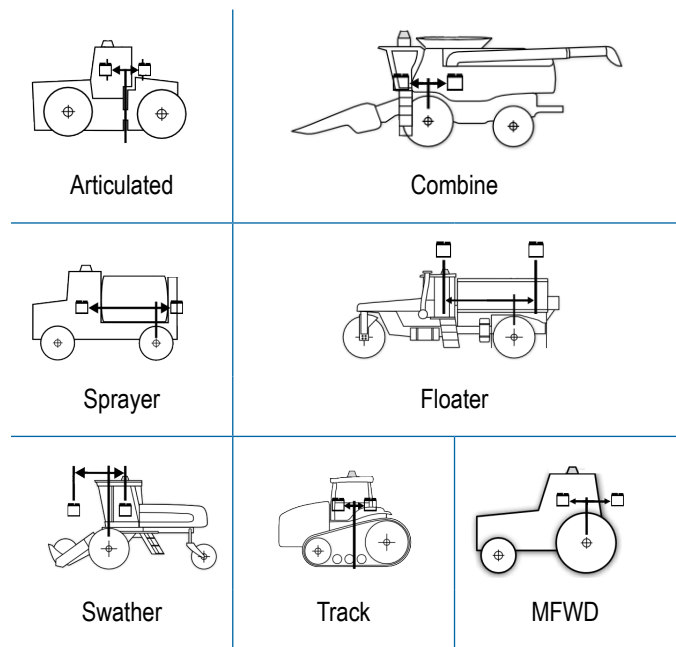 Articulated
Combine
Sprayer
Floater
Swather
Track
MFWD